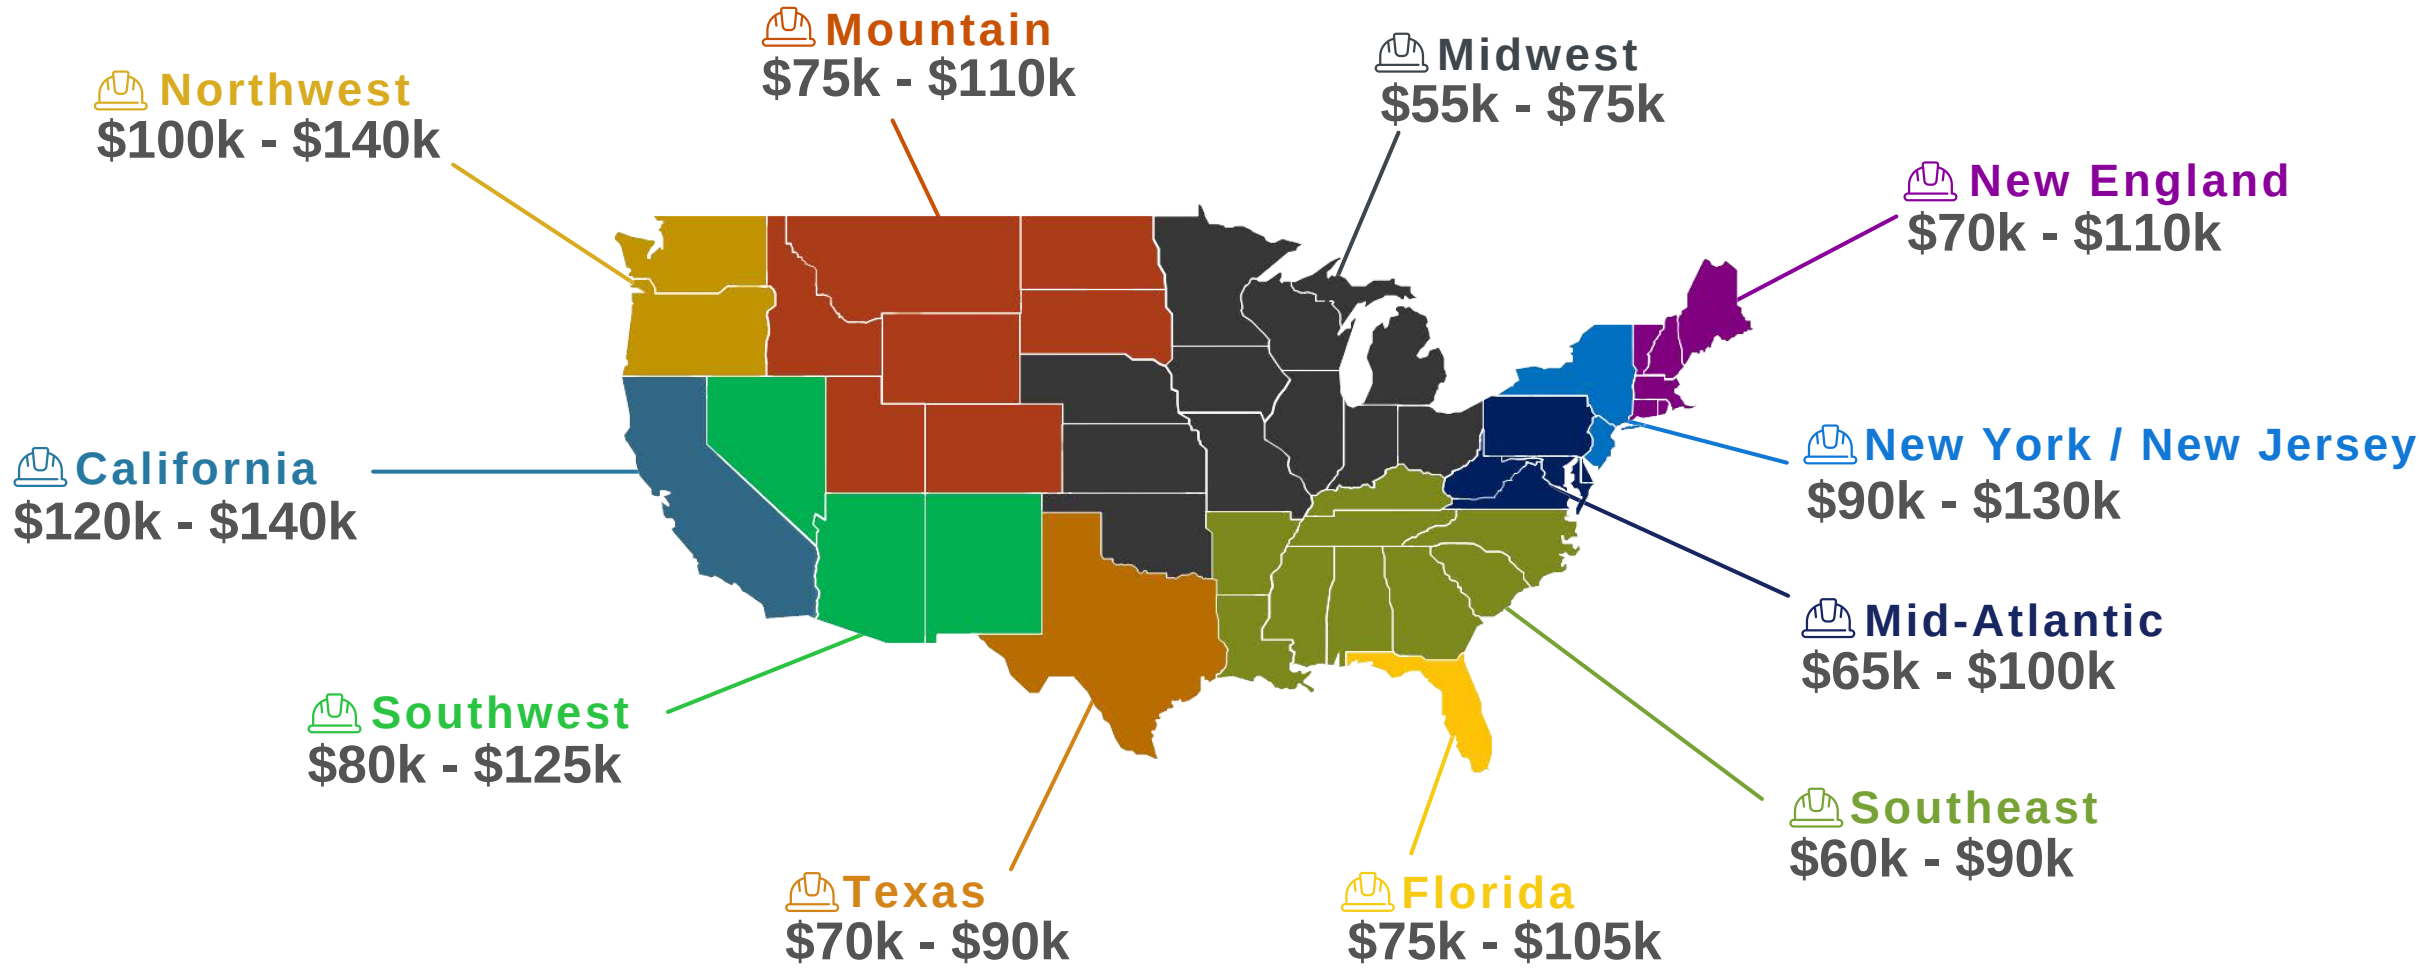 Mountain
$75k - $110k
Midwest
$55k - $75k
Northwest
$100k - $140k
New England
$70k - $110k
California
$120k - $140k
New York / New Jersey
$90k - $130k
Mid-Atlantic
$65k - $100k
Southwest
$80k - $125k
Southeast
$60k - $90k
Texas
$70k - $90k
Florida
$75k - $105k